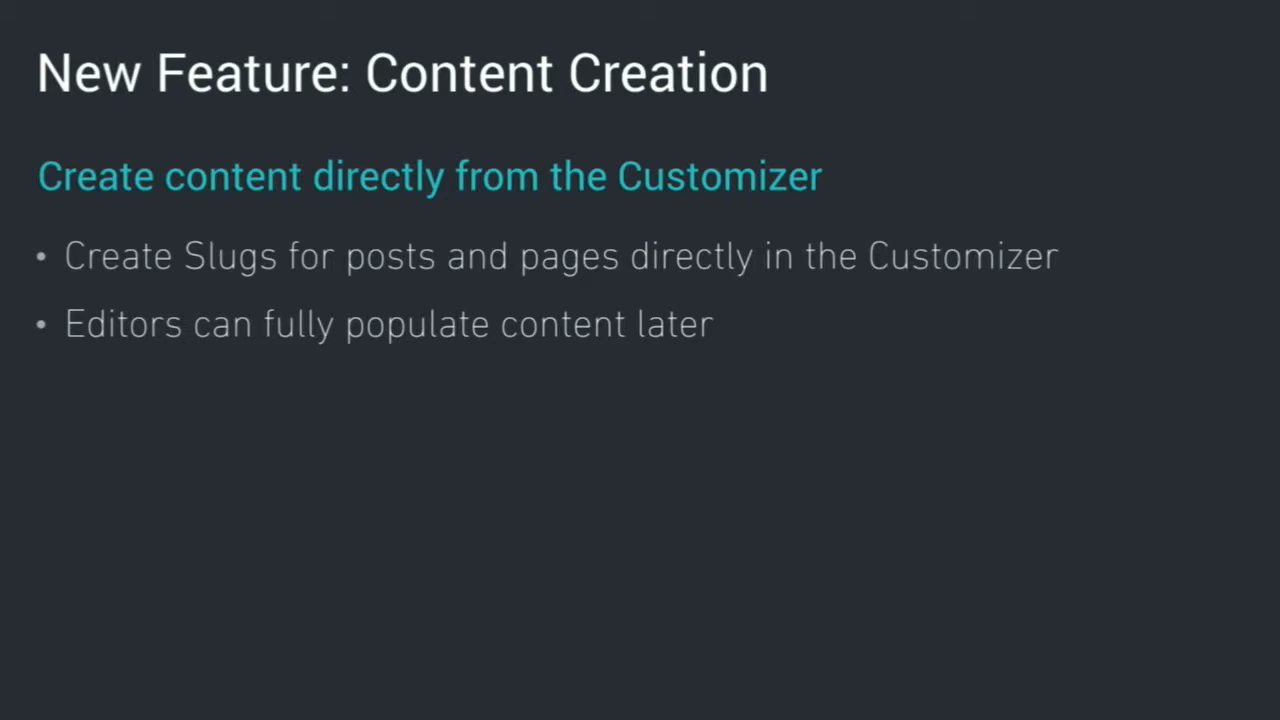 New Feature: Content Creation
Create content directly from the Customizer
• Create Slugs for posts and pages directly in the Customizer
• Editors can fully populate content later